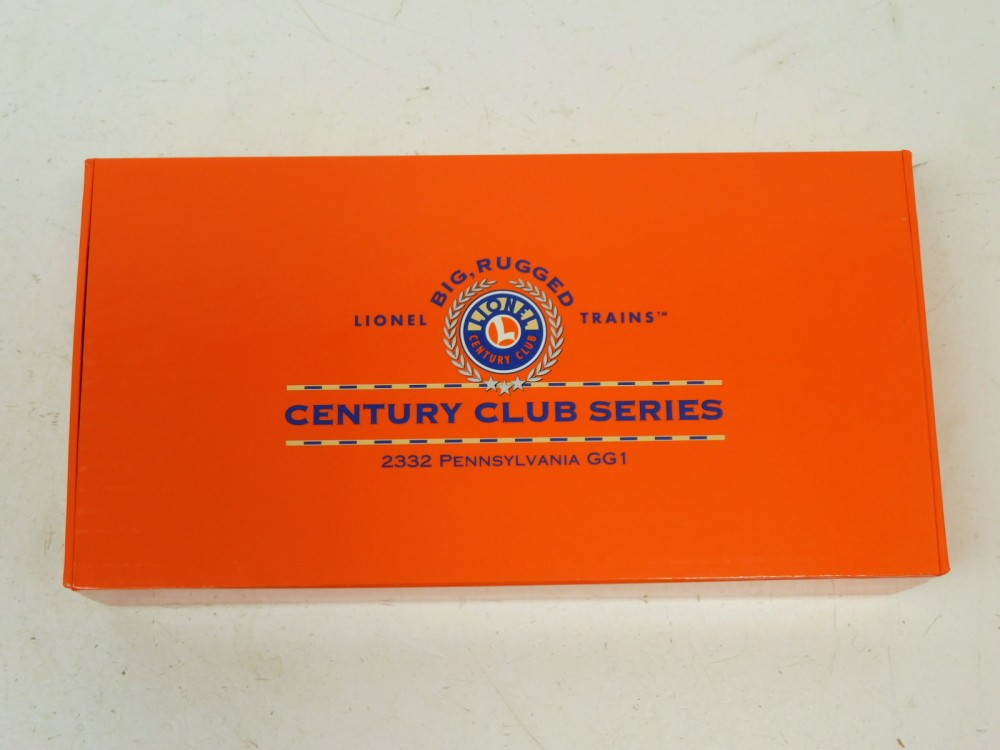 BIG, RUGGED
LIONEL TRAINS™
LIONEL
L
CENTURY CLUB
CENTURY CLUB SERIES
2332 PENNSYLVANIA GG1